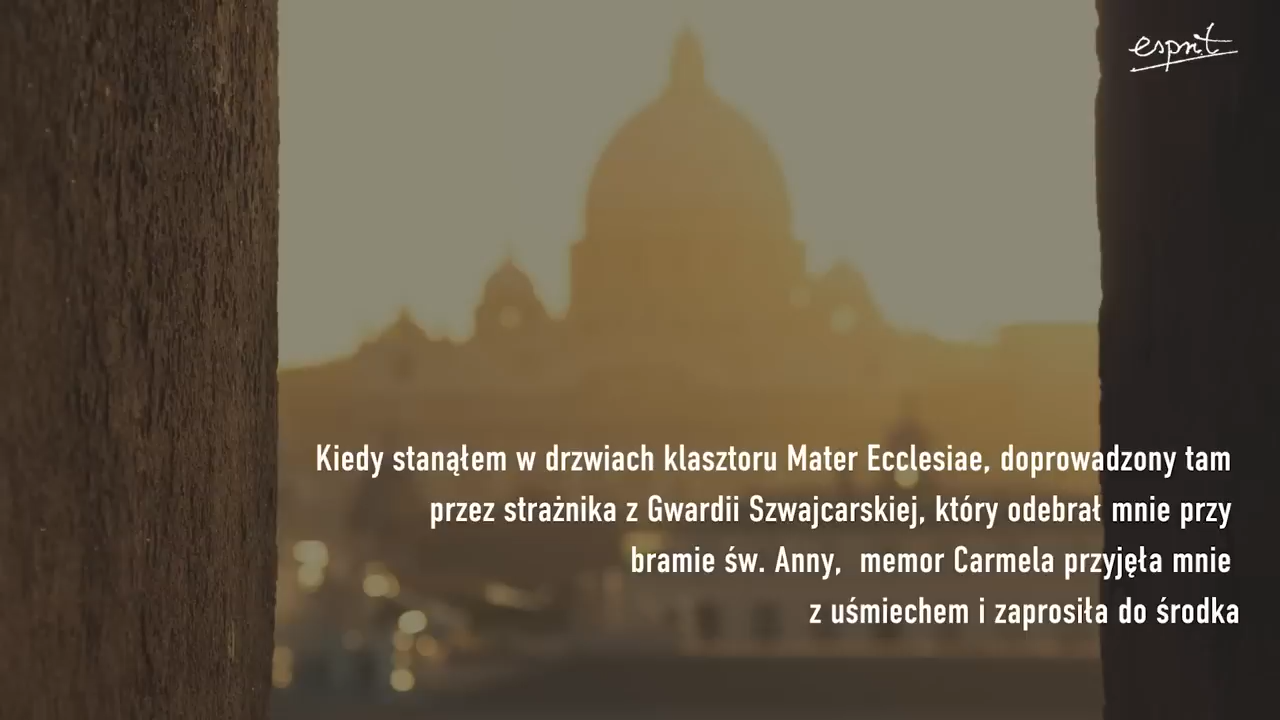 esprit
Kiedy stanąłem w drzwiach klasztoru Mater Ecclesiae, doprowadzony tam
przez strażnika z Gwardii Szwajcarskiej, który odebrał mnie przy
bramie św. Anny,  memor Carmela przyjęła mnie
z uśmiechem i zaprosiła do środka